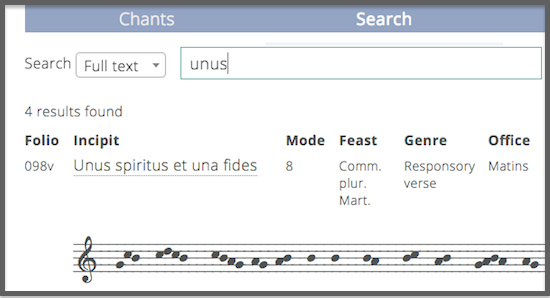 Chants Search
Search Full text unus
4 results found
Folio Incipit Mode Feast Genre Office
098v Unus spiritus et una fides 8 Comm. Responsory Matins
plur. verse
Mart.